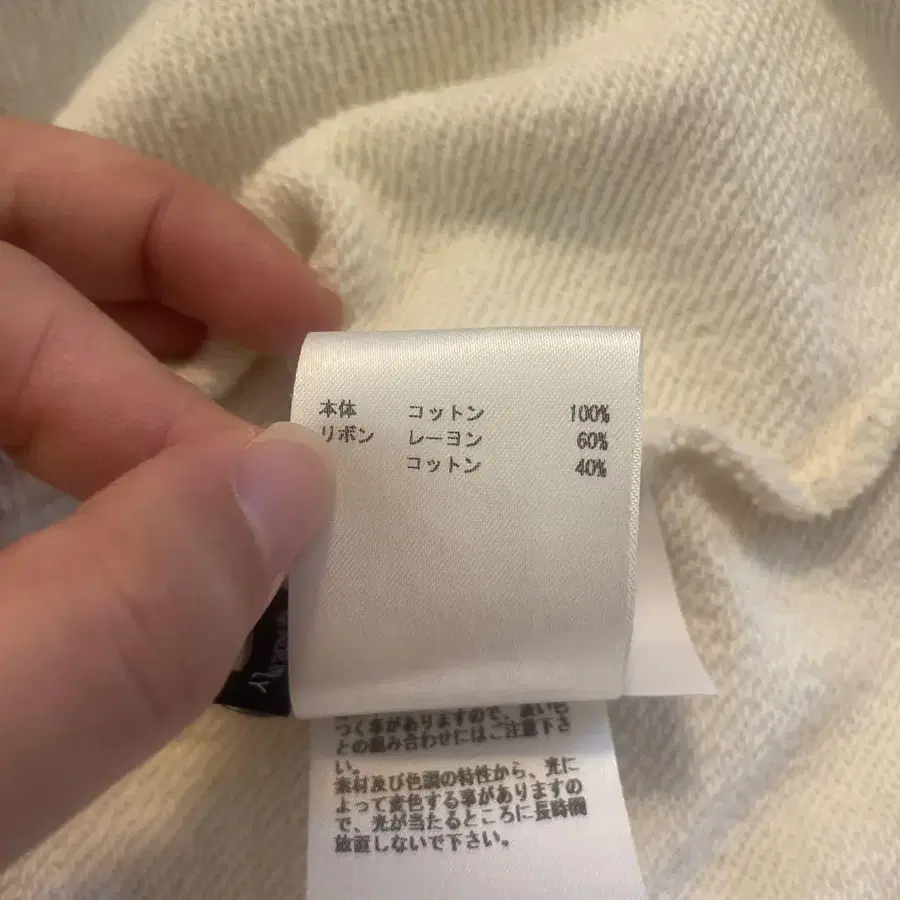 本体 コットン 100%
リボン レーヨン 60%
コットン 40%
つく事がありますので、濃い色
との組み合わせにはご注意下さ
い。
素材及び色調の特性から、光に
よって変色する事がありますの
で、光が当たるところに長時間
放置しないで下さい。